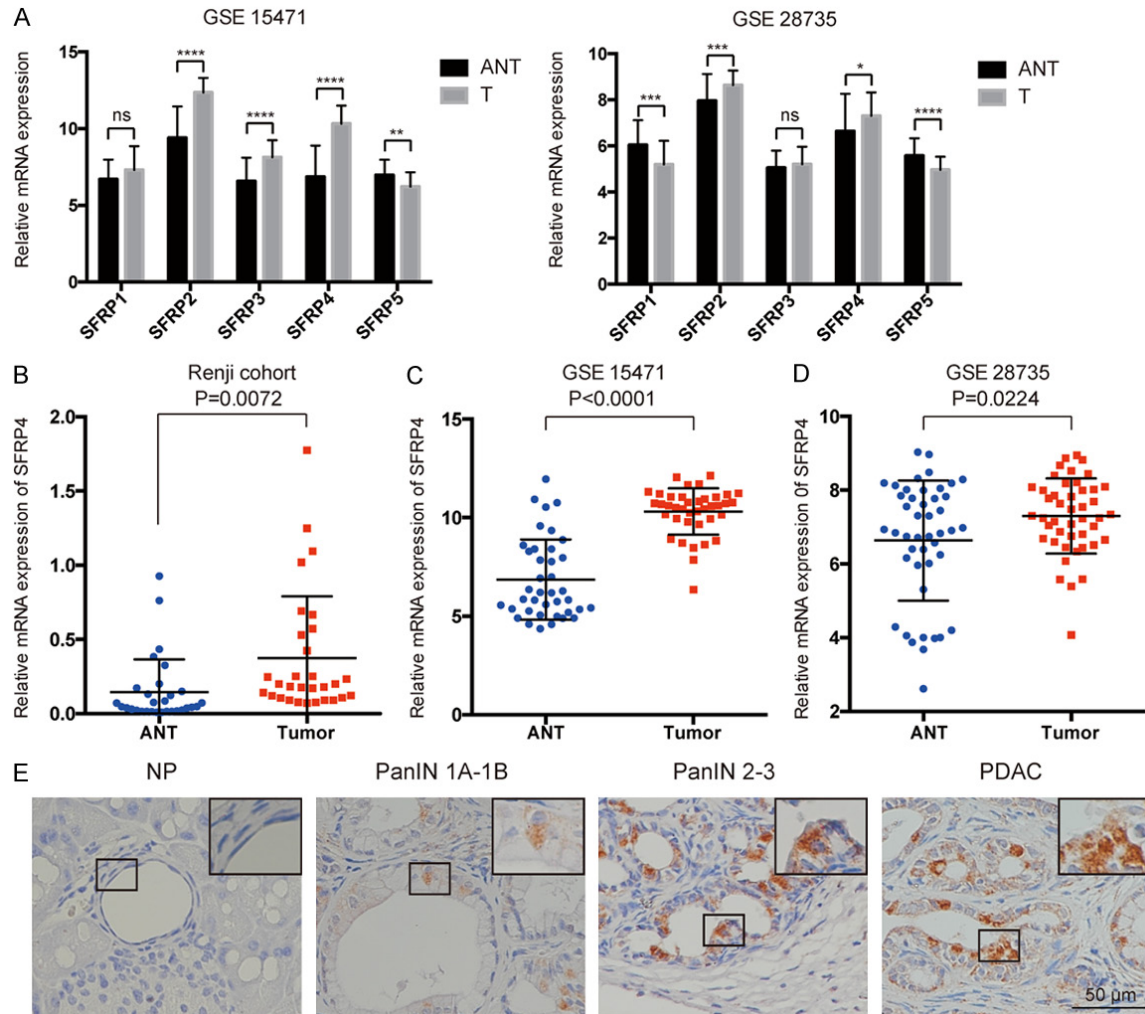 A
GSE 15471
Relative mRNA expression
15
10
5
0
ns
****
****
****
**
ANT
T
SFRP1
SFRP2
SFRP3
SFRP4
SFRP5
GSE 28735
Relative mRNA expression
10
8
6
4
2
0
***
***
ns
*
****
ANT
T
SFRP1
SFRP2
SFRP3
SFRP4
SFRP5
B
Renji cohort
P=0.0072
Relative mRNA expression of SFRP4
2.0
1.5
1.0
0.5
0.0
ANT
Tumor
C
GSE 15471
P<0.0001
Relative mRNA expression of SFRP4
15
10
5
0
ANT
Tumor
D
GSE 28735
P=0.0224
Relative mRNA expression of SFRP4
10
8
6
4
2
ANT
Tumor
E
NP
PanIN 1A-1B
PanIN 2-3
PDAC
50 µm